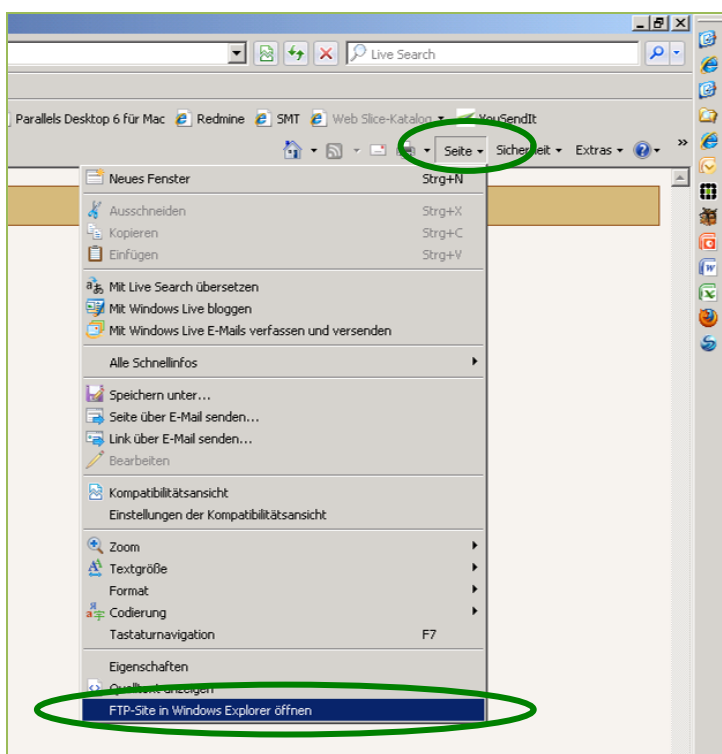 Live Search
Parallels Desktop 6 für Mac Redmine SMT Web Slice-Katalog YouSendIt
Seite Sicherheit Extras »
Neues Fenster Strg+N
Ausschneiden Strg+X
Kopieren Strg+C
Einfügen Strg+V
Mit Live Search übersetzen
Mit Windows Live bloggen
Mit Windows Live E-Mails verfassen und versenden
Alle Schnellinfos
Speichern unter...
Seite über E-Mail senden...
Link über E-Mail senden...
Bearbeiten
Kompatibilitätsansicht
Einstellungen der Kompatibilitätsansicht
Zoom
Textgröße
Format
Codierung
Tastaturnavigation F7
Eigenschaften
Quelltext anzeigen
FTP-Site in Windows Explorer öffnen